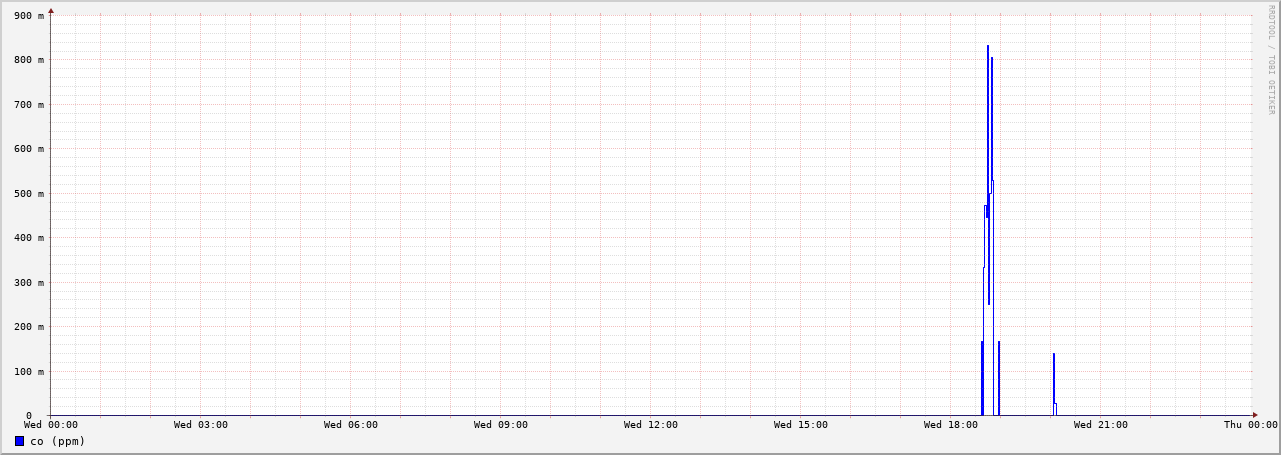 900 m
800 m
700 m
600 m
500 m
400 m
300 m
200 m
100 m
0
Wed 00:00 Wed 03:00 Wed 06:00 Wed 09:00 Wed 12:00 Wed 15:00 Wed 18:00 Wed 21:00 Thu 00:00
co (ppm)
RRDTOOL / TOBI OETIKER